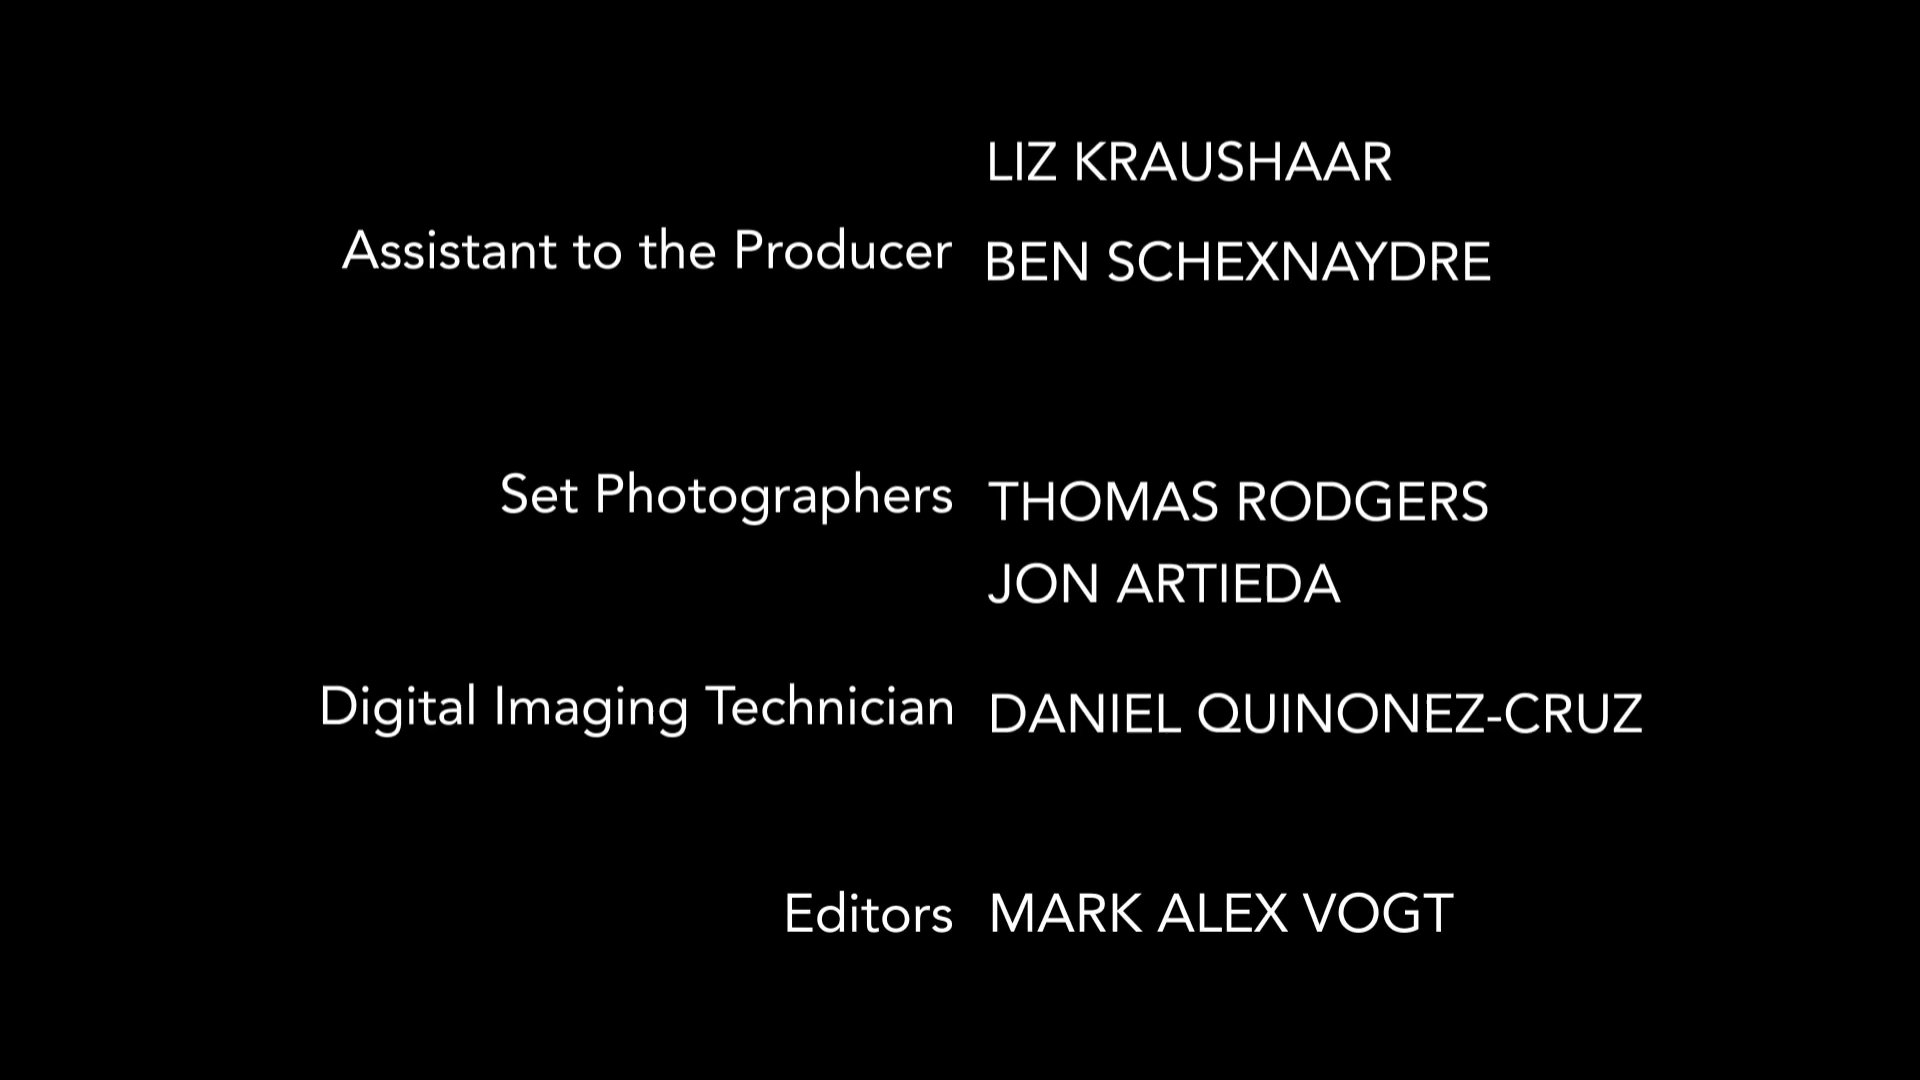 LIZ KRAUSHAAR
Assistant to the Producer BEN SCHEXNAYDRE
Set Photographers THOMAS RODGERS
JON ARTIEDA
Digital Imaging Technician DANIEL QUINONEZ-CRUZ
Editors MARK ALEX VOGT